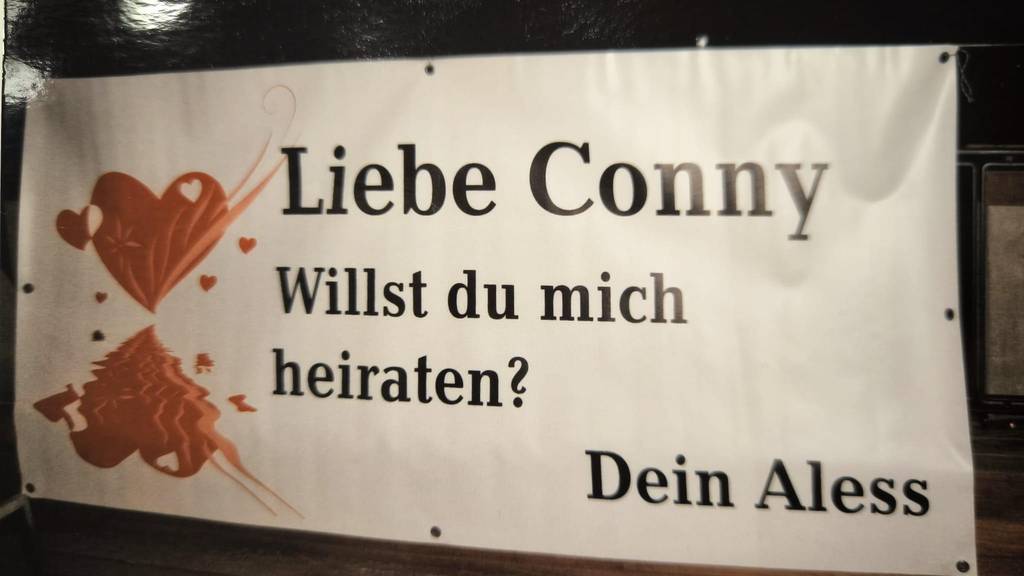 Liebe Conny
Willst du mich
heiraten?
Dein Aless